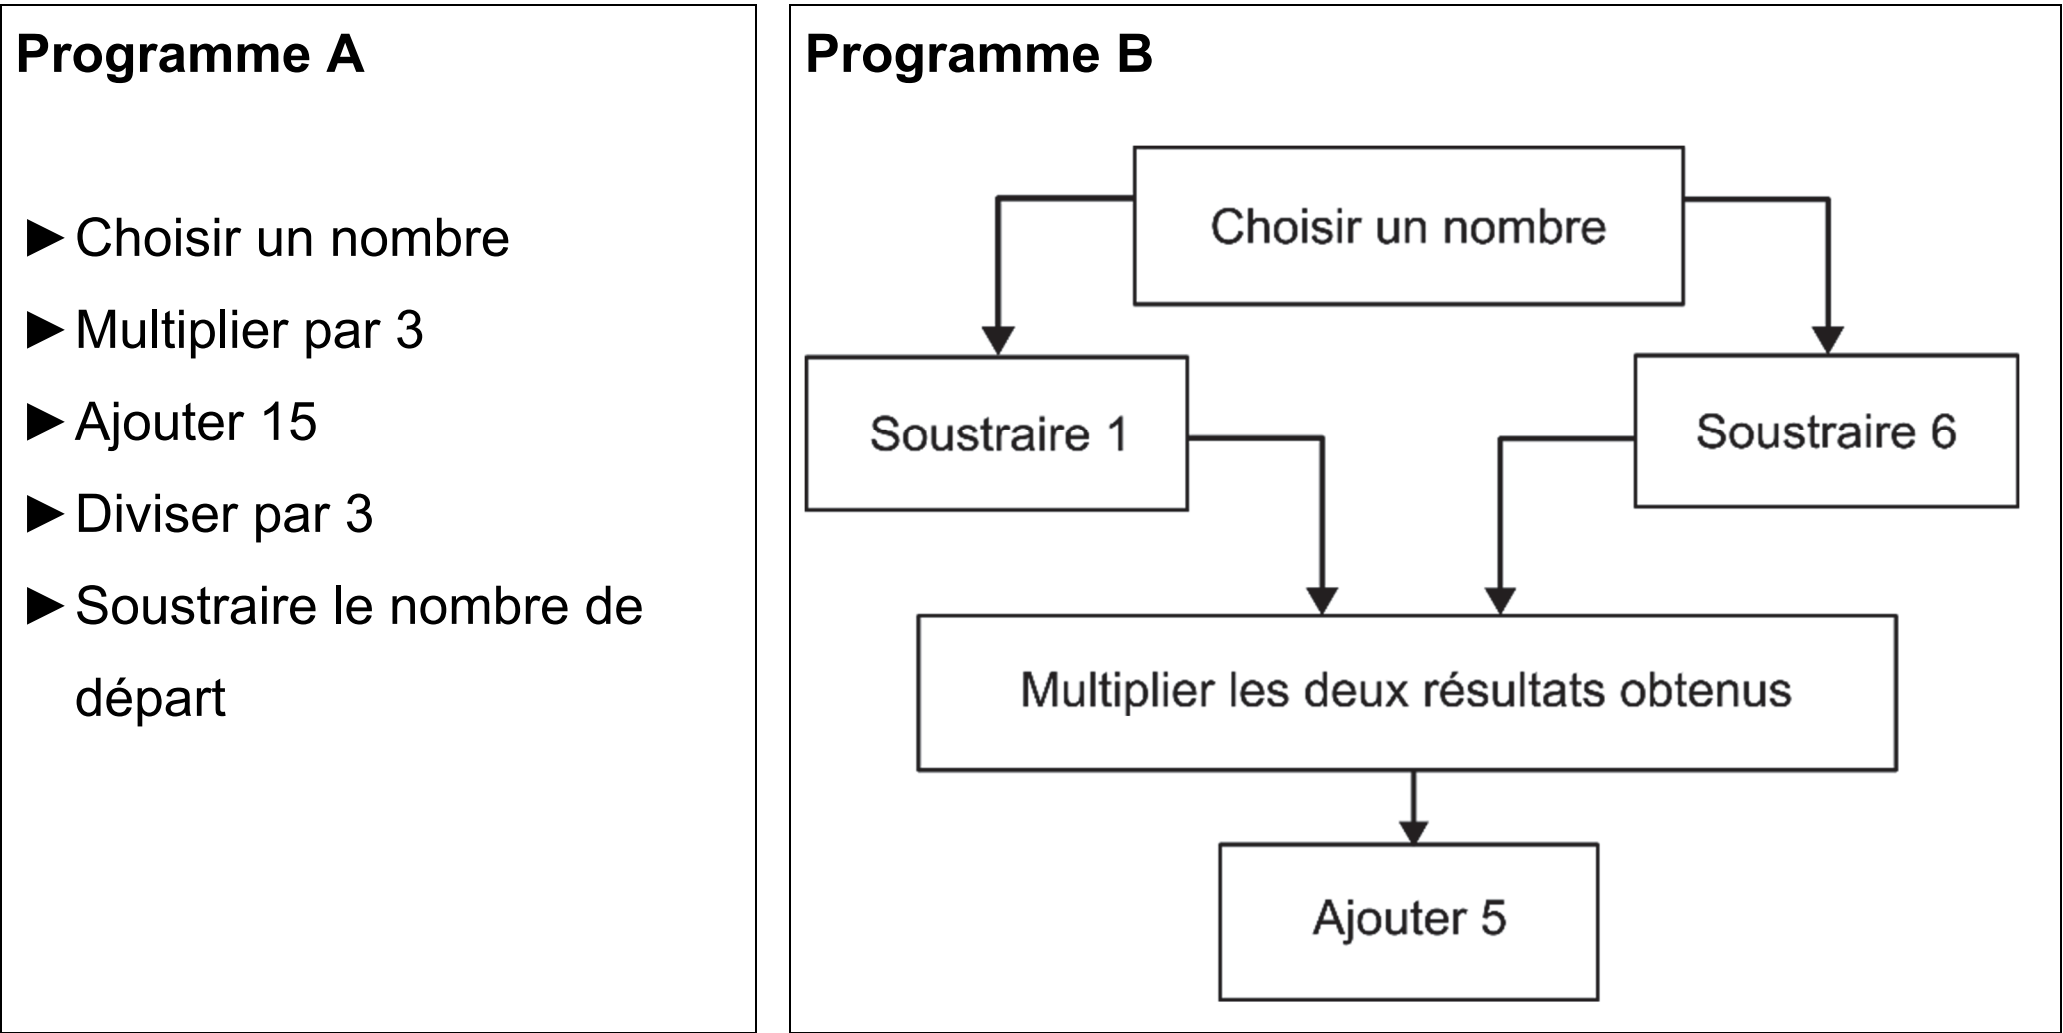 Programme A
► Choisir un nombre
► Multiplier par 3
► Ajouter 15
► Diviser par 3
► Soustraire le nombre de
départ
Programme B
Choisir un nombre
Soustraire 1
Soustraire 6
Multiplier les deux résultats obtenus
Ajouter 5